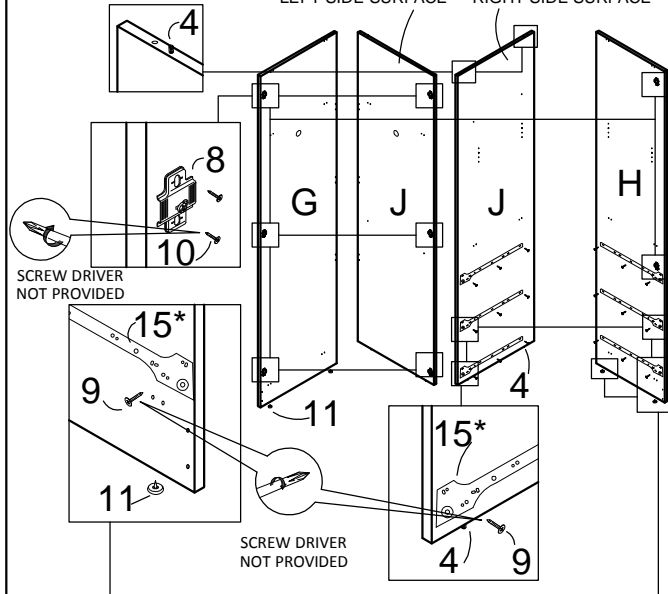 LEFT SIDE SURFACE RIGHT SIDE SURFACE
4
8
G J J H
10
SCREW DRIVER
NOT PROVIDED
15*
9
11
11
4
15*
SCREW DRIVER
NOT PROVIDED
4 9